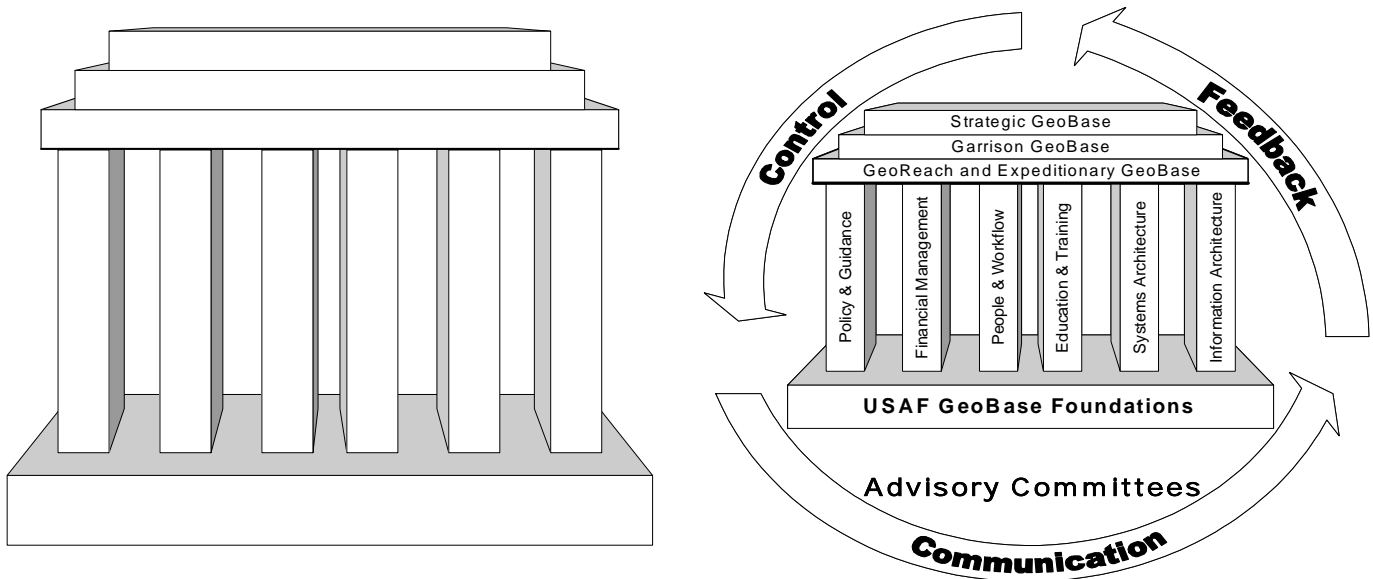 Control
Feedback
Strategic GeoBase
Garrison GeoBase
GeoReach and Expeditionary GeoBase
Policy & Guidance
Financial Management
People & Workflow
Education & Training
Systems Architecture
Information Architecture
USAF GeoBase Foundations
Advisory Committees
Communication